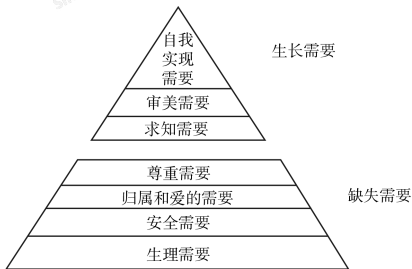 自我
实现
需要
生长需要
审美需要
求知需要
尊重需要
归属和爱的需要
缺失需要
安全需要
生理需要